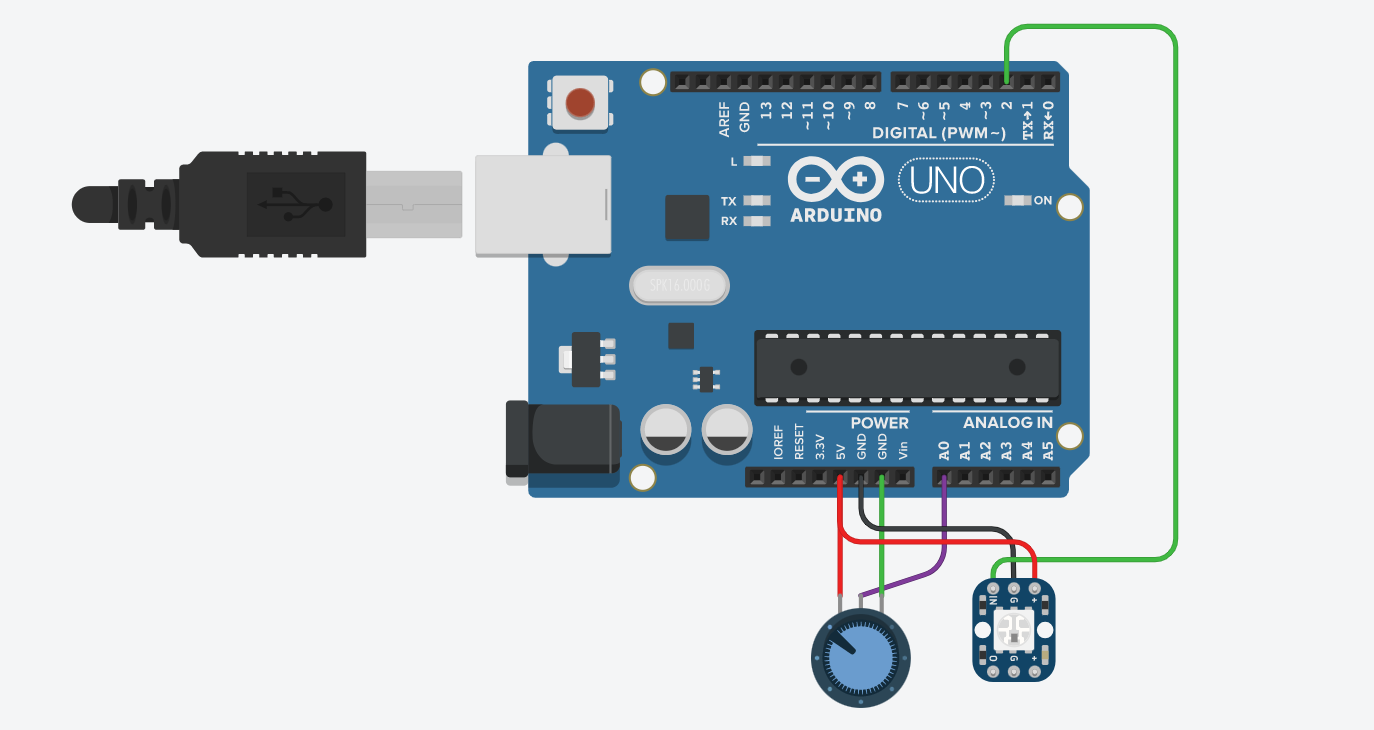 AREF
GND
13
12
~11
~10
~9
8
7
~6
~5
4
~3
2
TX→1
RX←0
DIGITAL (PWM~)
L
TX
RX
ARDUINO
UNO
ON
SPK16.000G
POWER
ANALOG IN
IOREF
RESET
3.3V
5V
GND
GND
Vin
A0
A1
A2
A3
A4
A5
IN
G
+
O
G
+